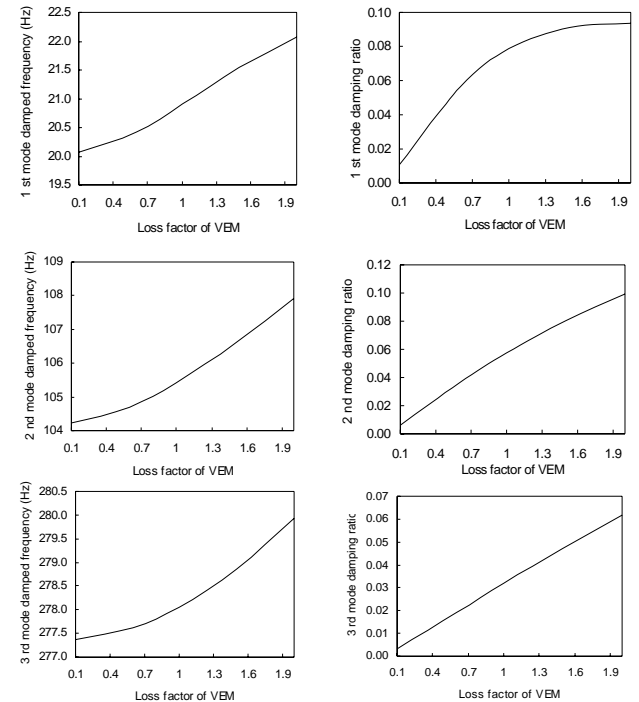 1 st mode damped frequency (Hz)
22.5
22.0
21.5
21.0
20.5
20.0
19.5
0.1 0.4 0.7 1 1.3 1.6 1.9
Loss factor of VEM
1 st mode damping ratio
0.10
0.08
0.06
0.04
0.02
0.00
0.1 0.4 0.7 1 1.3 1.6 1.9
Loss factor of VEM
2 nd mode damped frequency (Hz)
109
108
107
106
105
104
0.1 0.4 0.7 1 1.3 1.6 1.9
Loss factor of VEM
2 nd mode damping ratio
0.12
0.10
0.08
0.06
0.04
0.02
0.00
0.1 0.4 0.7 1 1.3 1.6 1.9
Loss factor of VEM
3 rd mode damped frequency (Hz)
280.5
280.0
279.5
279.0
278.5
278.0
277.5
277.0
0.1 0.4 0.7 1 1.3 1.6 1.9
Loss factor of VEM
3 rd mode damping ratio
0.07
0.06
0.05
0.04
0.03
0.02
0.01
0.00
0.1 0.4 0.7 1 1.3 1.6 1.9
Loss factor of VEM